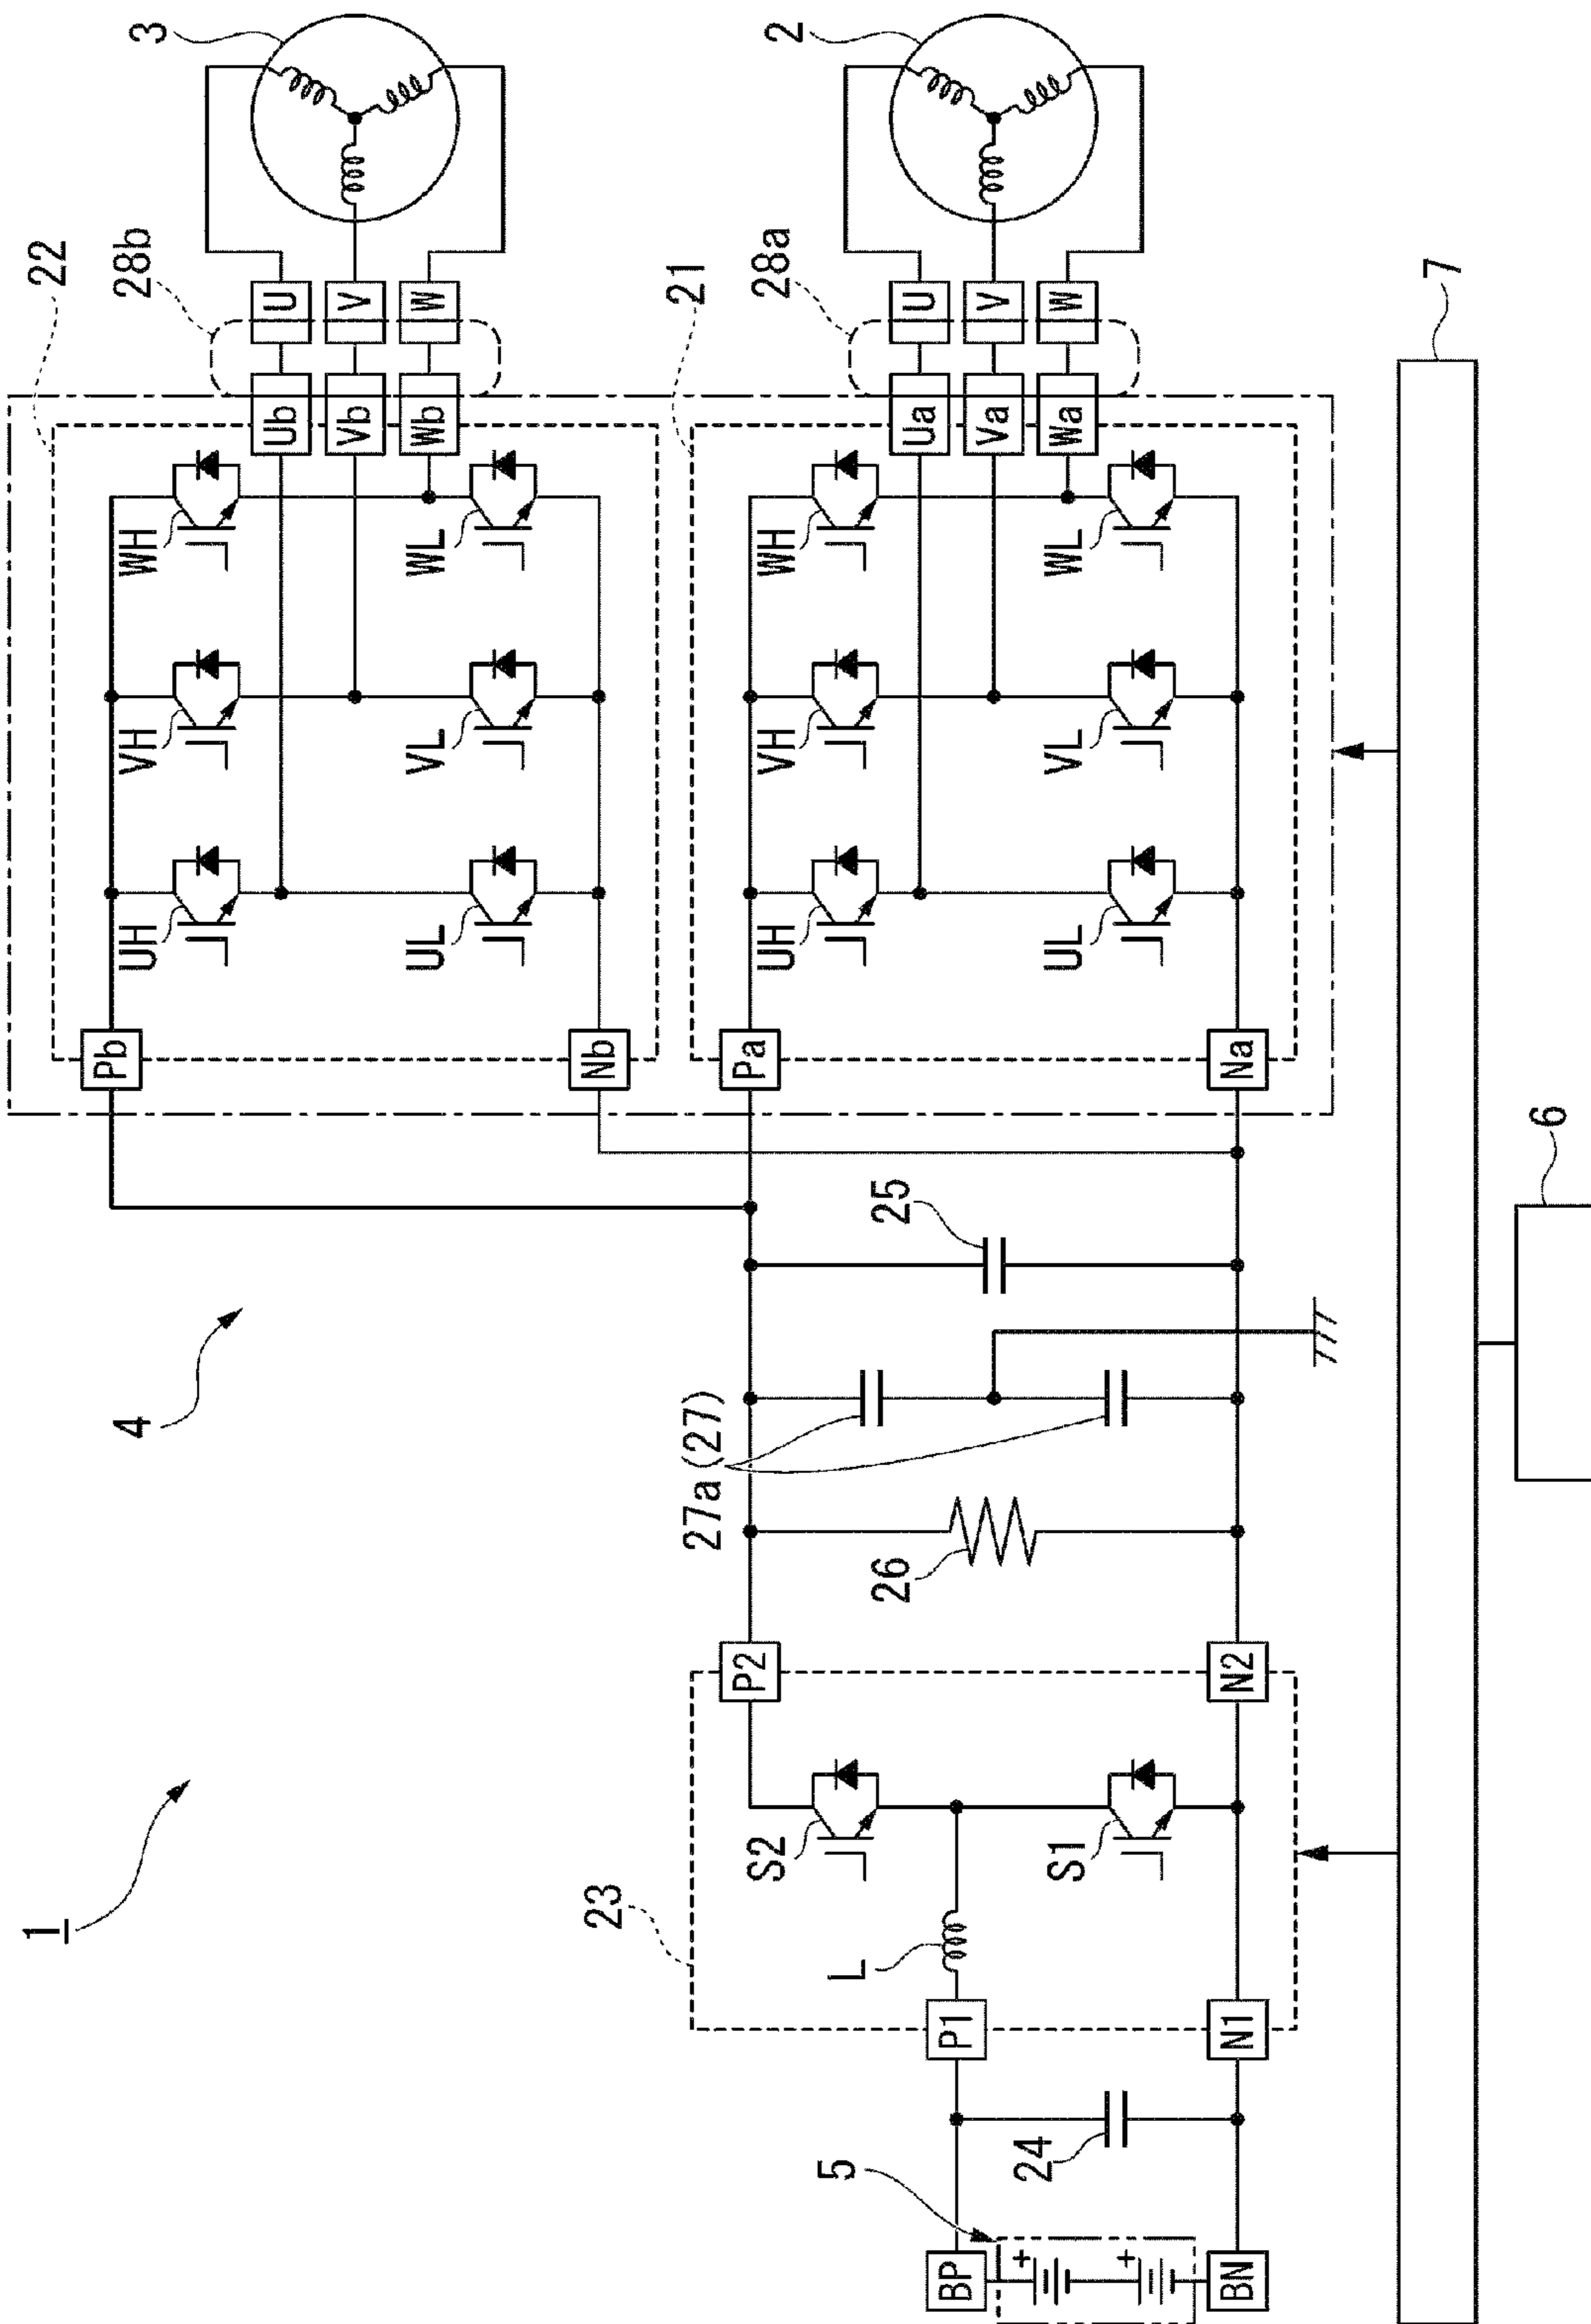 1
4
3
2
22
28b
21
28a
Pb
UH
VH
WH
Ub
U
Vb
V
Wb
W
UL
VL
WL
Nb
Pa
UH
VH
WH
Ua
U
Va
V
Wa
W
UL
VL
WL
Na
23
P2
27a(27)
25
26
S2
L
P1
S1
N1
N2
5
BP
+
+
BN
24
7
6